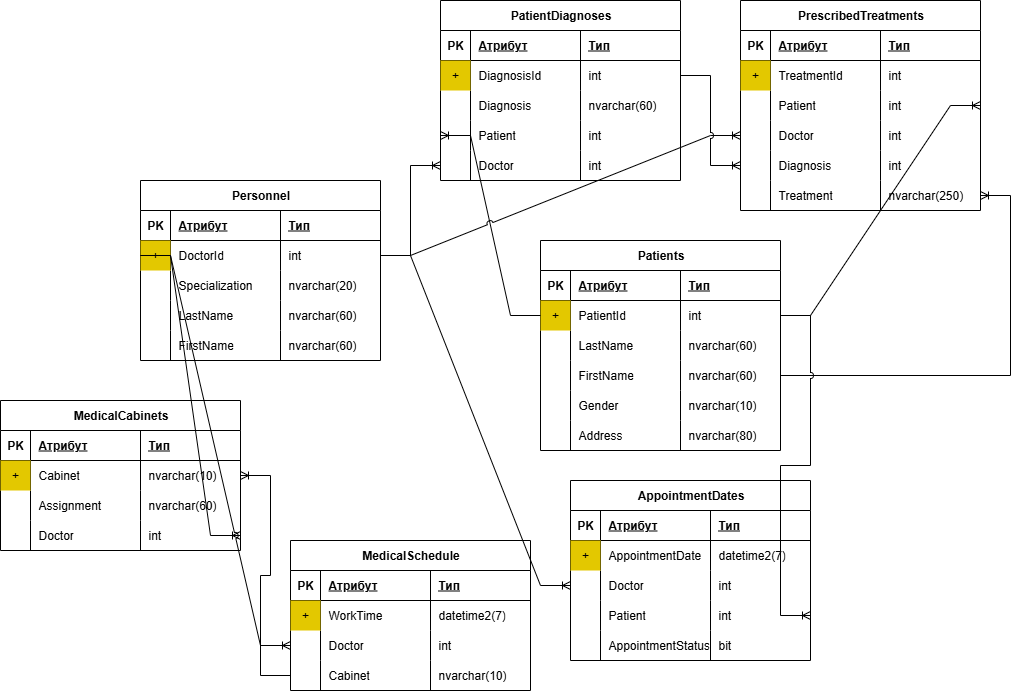 PatientDiagnoses
PK Атрибут Тип
+ DiagnosisId int
Diagnosis nvarchar(60)
Patient int
Doctor int
PrescribedTreatments
PK Атрибут Тип
+ TreatmentId int
Patient int
Doctor int
Diagnosis int
Treatment nvarchar(250)
Personnel
PK Атрибут Тип
+ DoctorId int
Specialization nvarchar(20)
LastName nvarchar(60)
FirstName nvarchar(60)
Patients
PK Атрибут Тип
+ PatientId int
LastName nvarchar(60)
FirstName nvarchar(60)
Gender nvarchar(10)
Address nvarchar(80)
MedicalCabinets
PK Атрибут Тип
+ Cabinet nvarchar(10)
Assignment nvarchar(60)
Doctor int
MedicalSchedule
PK Атрибут Тип
+ WorkTime datetime2(7)
Doctor int
Cabinet nvarchar(10)
AppointmentDates
PK Атрибут Тип
+ AppointmentDate datetime2(7)
Doctor int
Patient int
AppointmentStatus bit